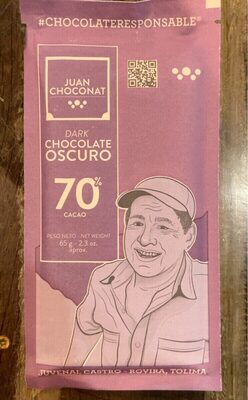 #CHOCOLATERESPONSABLE®
JUAN
CHOCONAT
DARK
CHOCOLATE
OSCURO
70%
CACAO
PESO NETO - NET WEIGHT
65 g - 2.3 oz.
aprox.
JUVENAL CASTRO - ROVIRA, TOLIMA